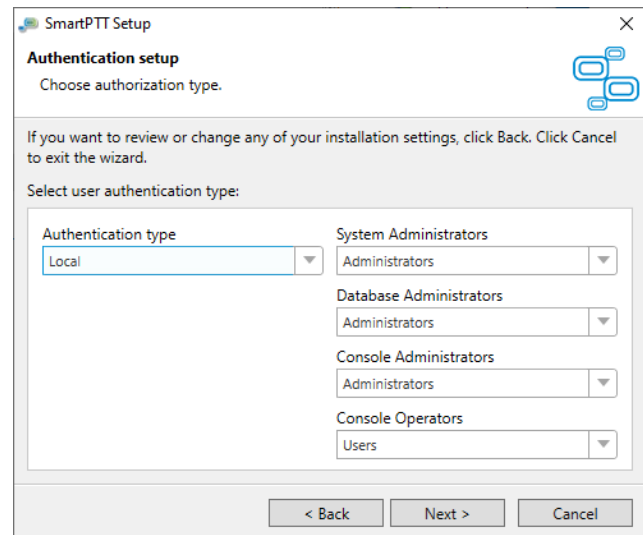 SmartPTT Setup
Authentication setup
Choose authorization type.
If you want to review or change any of your installation settings, click Back. Click Cancel
to exit the wizard.
Select user authentication type:
Authentication type
Local
System Administrators
Administrators
Database Administrators
Administrators
Console Administrators
Administrators
Console Operators
Users
< Back
Next >
Cancel